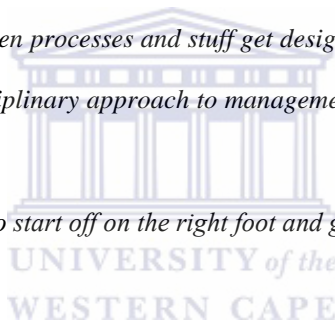 en processes and stuff get desig
iplinary approach to manageme
o start off on the right foot and g
UNIVERSITY of the
WESTERN CAPE